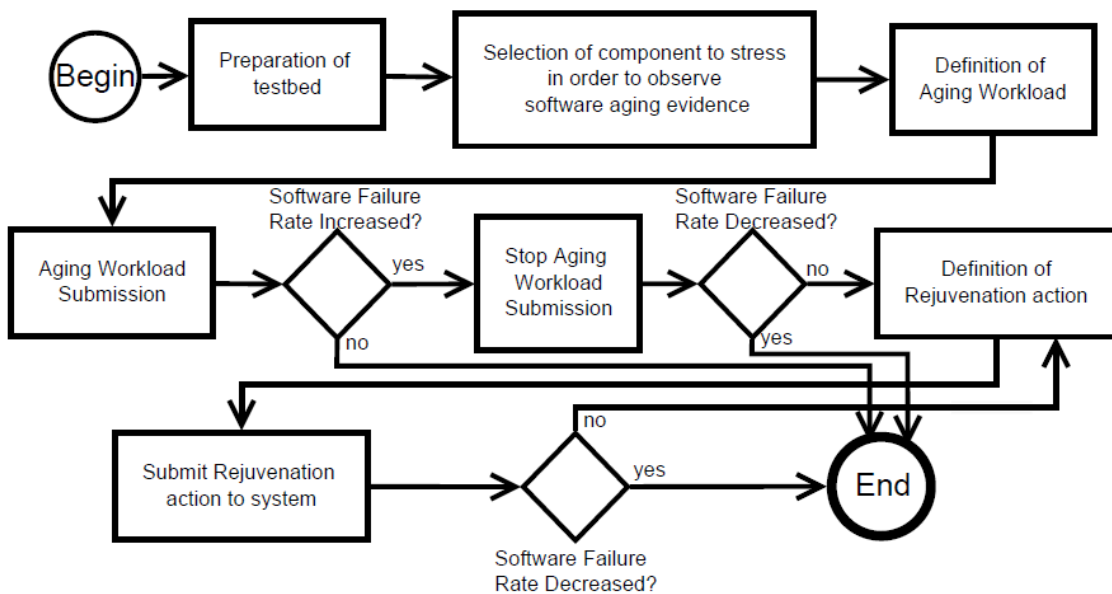 Begin
Preparation of
testbed
Selection of component to stress
in order to observe
software aging evidence
Definition of
Aging Workload
Aging Workload
Submission
Software Failure
Rate Increased?
yes
no
Stop Aging
Workload
Submission
Software Failure
Rate Decreased?
no
yes
Definition of
Rejuvenation action
Submit Rejuvenation
action to system
no
yes
Software Failure
Rate Decreased?
End